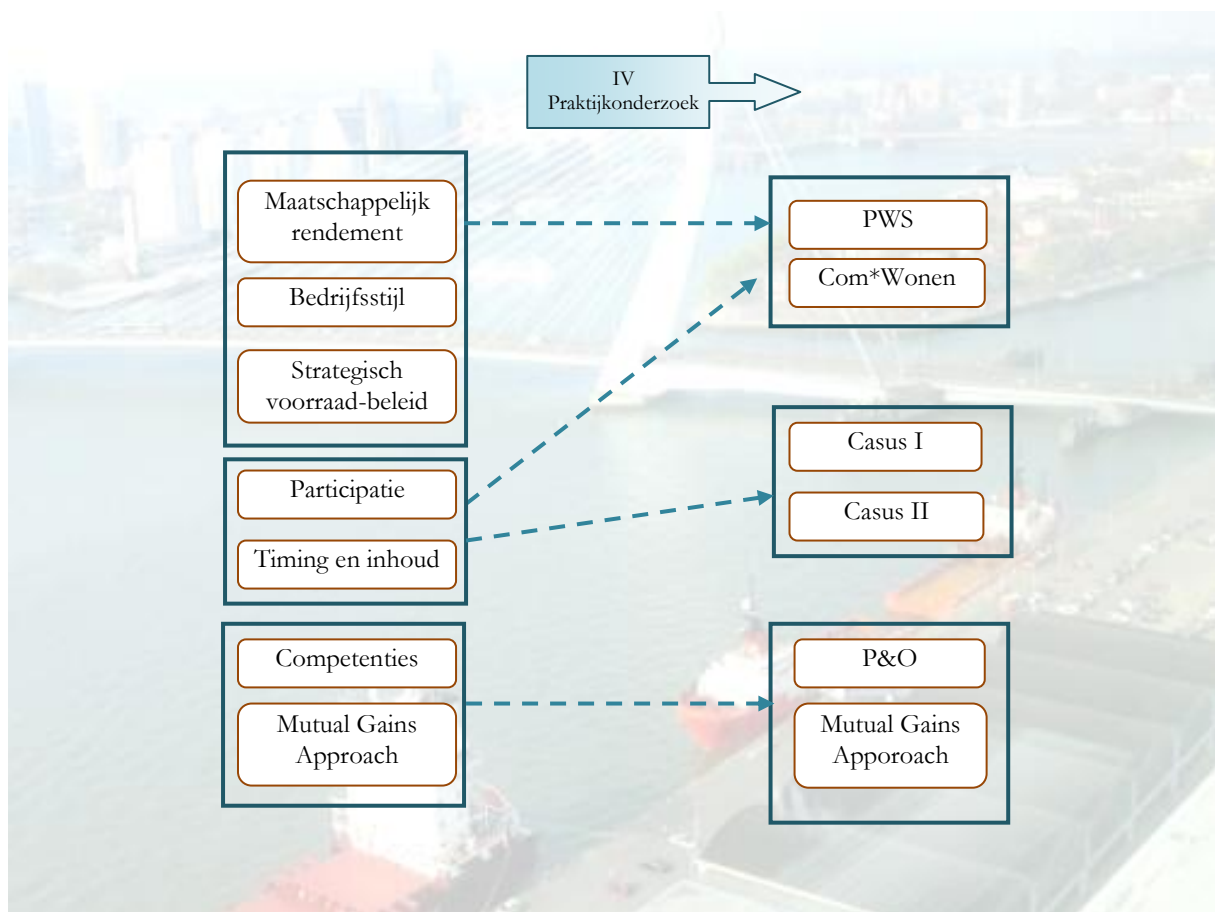 IV
Praktijkonderzoek
Maatschappelijk
rendement
Bedrijfsstijl
Strategisch
voorraad-beleid
Participatie
Timing en inhoud
Competenties
Mutual Gains
Approach
PWS
Com*Wonen
Casus I
Casus II
P&O
Mutual Gains
Apporoach